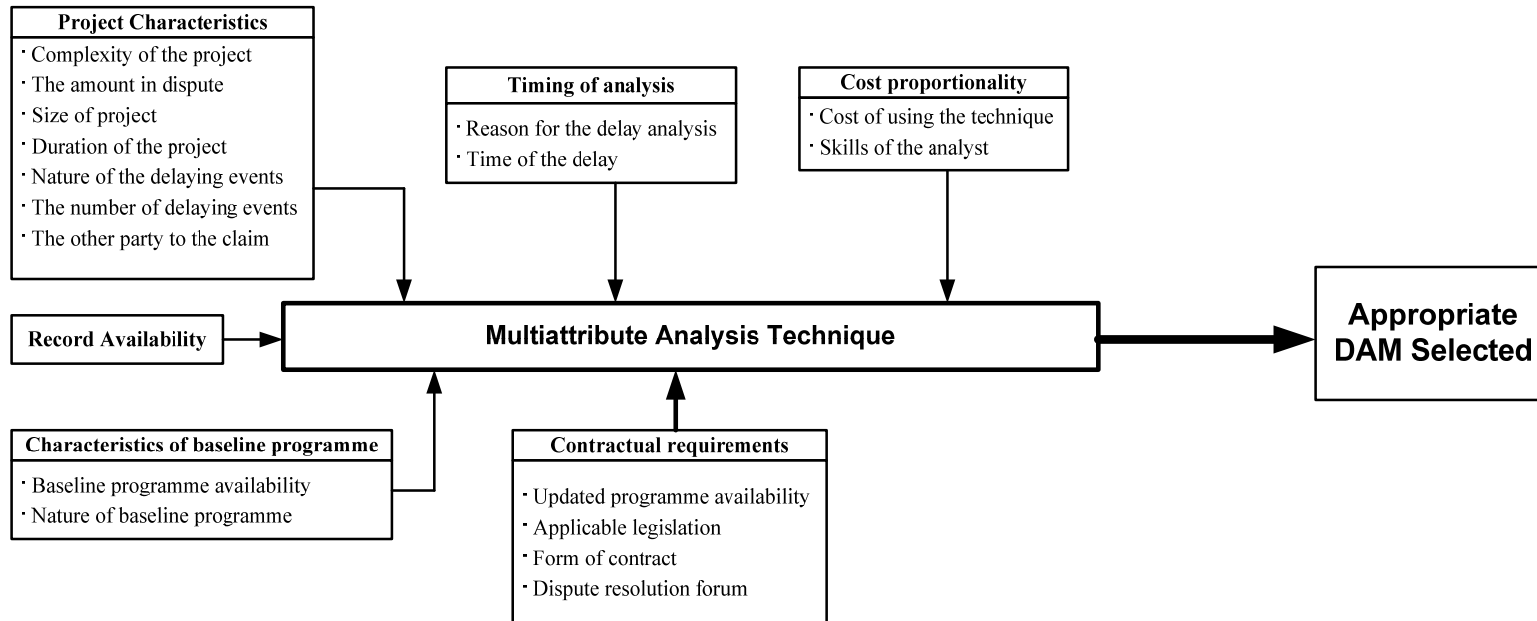 Project Characteristics
· Complexity of the project
· The amount in dispute
· Size of project
· Duration of the project
· Nature of the delaying events
· The number of delaying events
· The other party to the claim
Timing of analysis
· Reason for the delay analysis
· Time of the delay
Cost proportionality
· Cost of using the technique
· Skills of the analyst
Record Availability
Multiattribute Analysis Technique
Appropriate
DAM Selected
Characteristics of baseline programme
· Baseline programme availability
· Nature of baseline programme
Contractual requirements
· Updated programme availability
· Applicable legislation
· Form of contract
· Dispute resolution forum